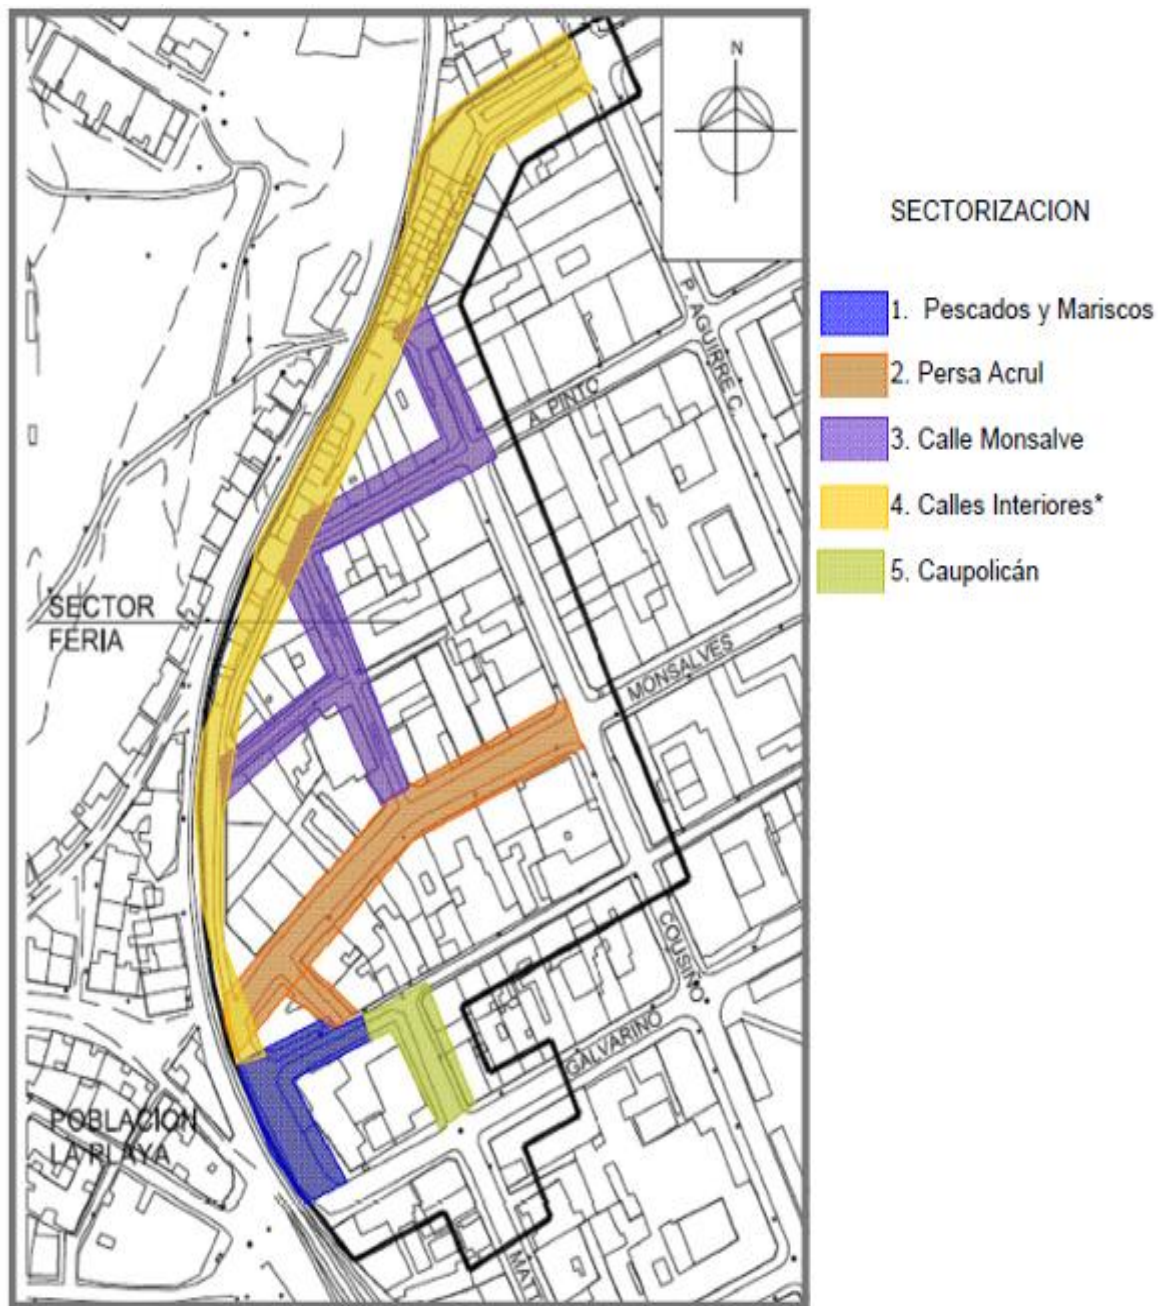 N
SECTORIZACION
1. Pescados y Mariscos
2. Persa Acrul
3. Calle Monsalve
4. Calles Interiores*
5. Caupolicán
P. AGUIRRE C.
A. PINTO
SECTOR
FERIA
MONSALVES
COUSIÑO
GALVARINO
POBLACION
LA PLAYA
MATT